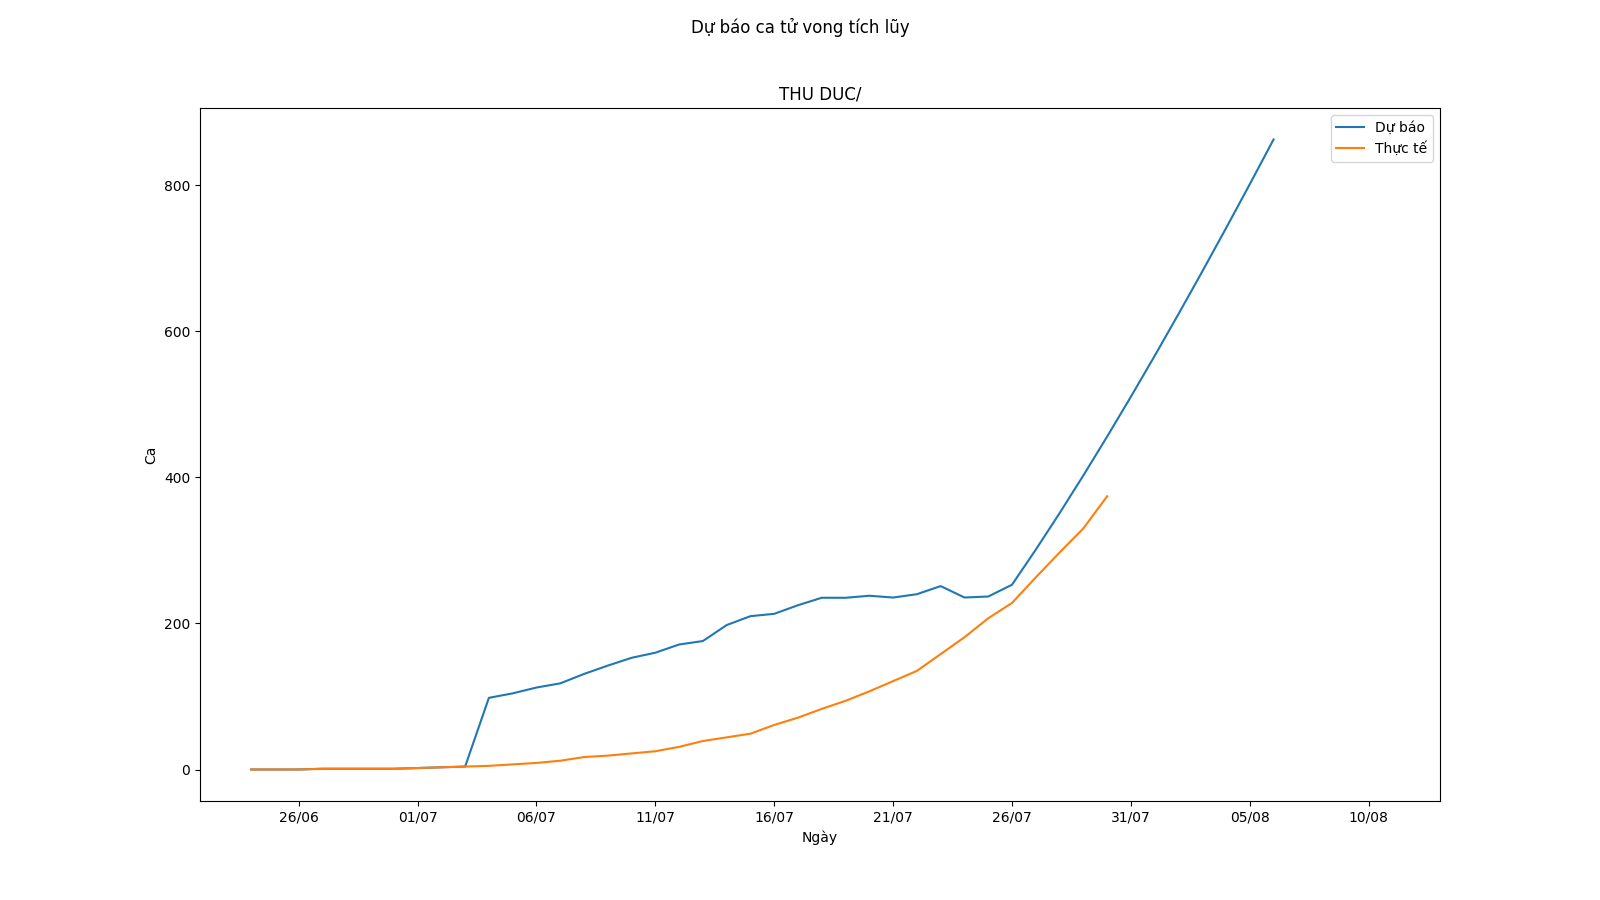 Dự báo ca tử vong tích lũy
THU DUC/
Dự báo
Thực tế
800
600
400
200
0
Ca
26/06 01/07 06/07 11/07 16/07 21/07 26/07 31/07 05/08 10/08
Ngày